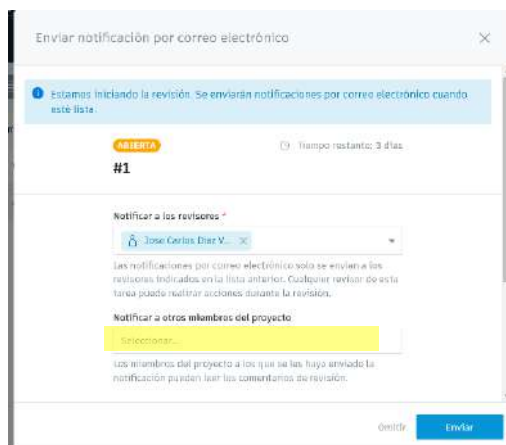 Enviar notificación por correo electrónico
Estamos iniciando la revisión. Se enviarán notificaciones por correo electrónico cuando
esté lista.
ABIERTA
Tiempo restante: 3 días
#1
Notificar a los revisores *
Jose Carlos Diaz V...
Las notificaciones por correo electrónico solo se envían a los
revisores indicados en la lista anterior. Cualquier revisor de esta
tarea puede realizar acciones durante la revisión.
Notificar a otros miembros del proyecto
Seleccionar...
Los miembros del proyecto a los que se les haya enviado la
notificación pueden leer los comentarios de revisión.
Omitir
Enviar